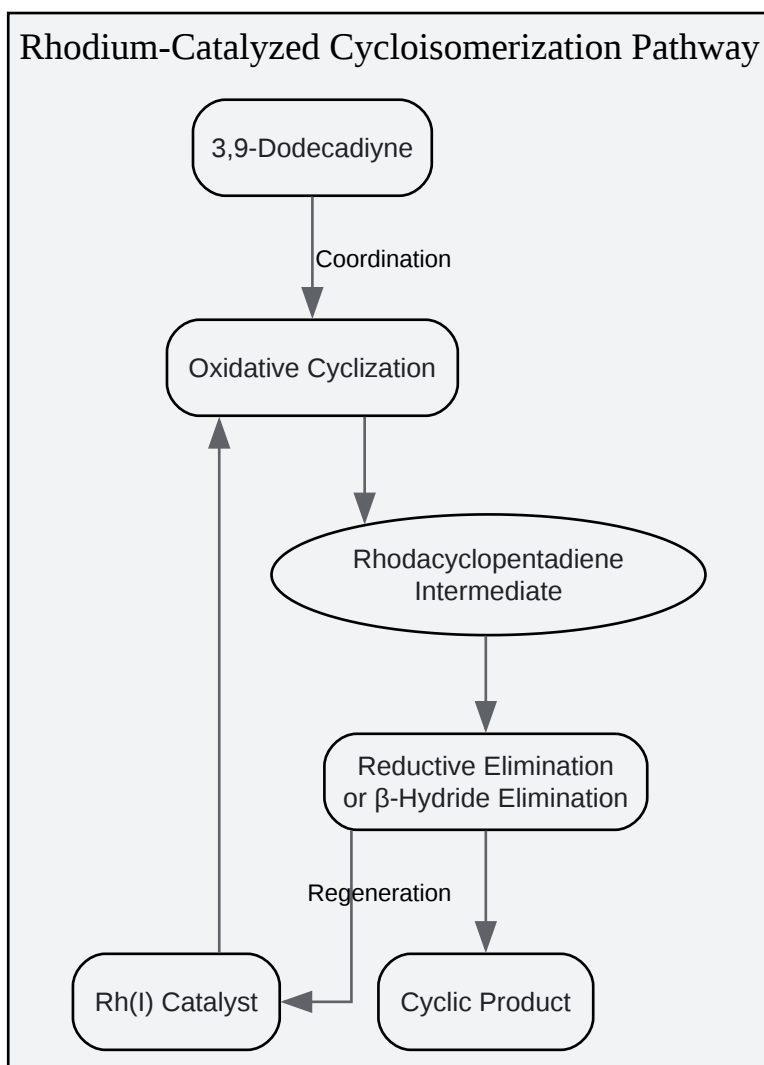 Rhodium-Catalyzed Cycloisomerization Pathway
3,9-Dodecadiyne
Coordination
Oxidative Cyclization
Rhodacyclopentadiene
Intermediate
Reductive Elimination
or β-Hydride Elimination
Regeneration
Rh(I) Catalyst
Cyclic Product